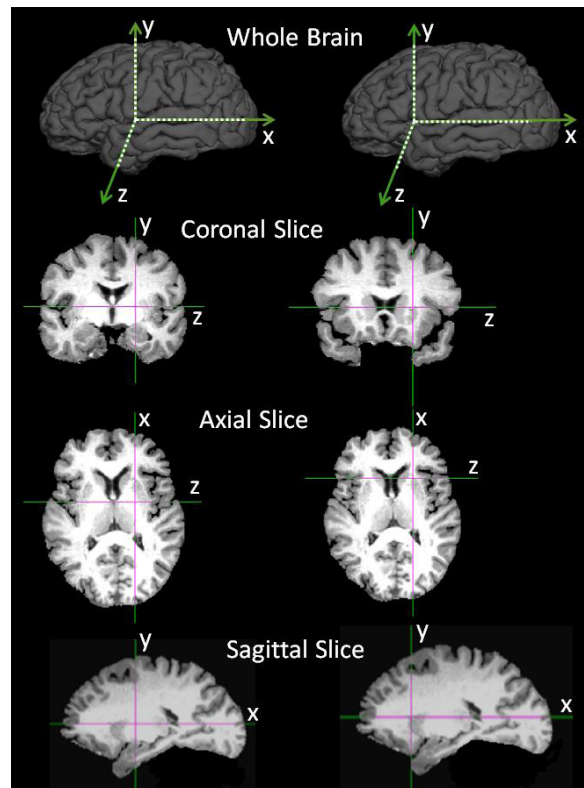 y Whole Brain y
x x
z z
y Coronal Slice y
z z
x Axial Slice x
z z
y Sagittal Slice y
x x